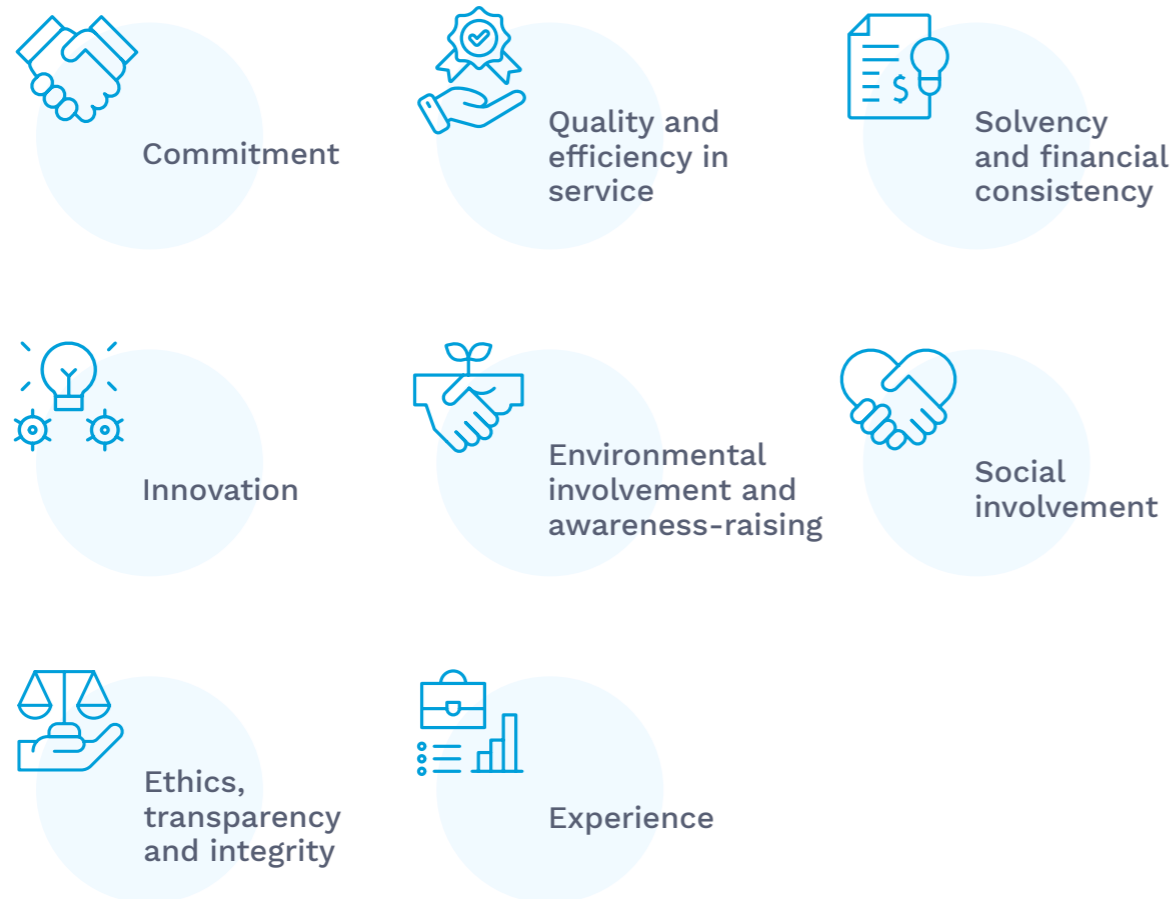 Commitment
Quality and
efficiency in
service
Solvency
and financial
consistency
$
Innovation
Environmental
involvement and
awareness-raising
Social
involvement
Ethics,
transparency
and integrity
Experience